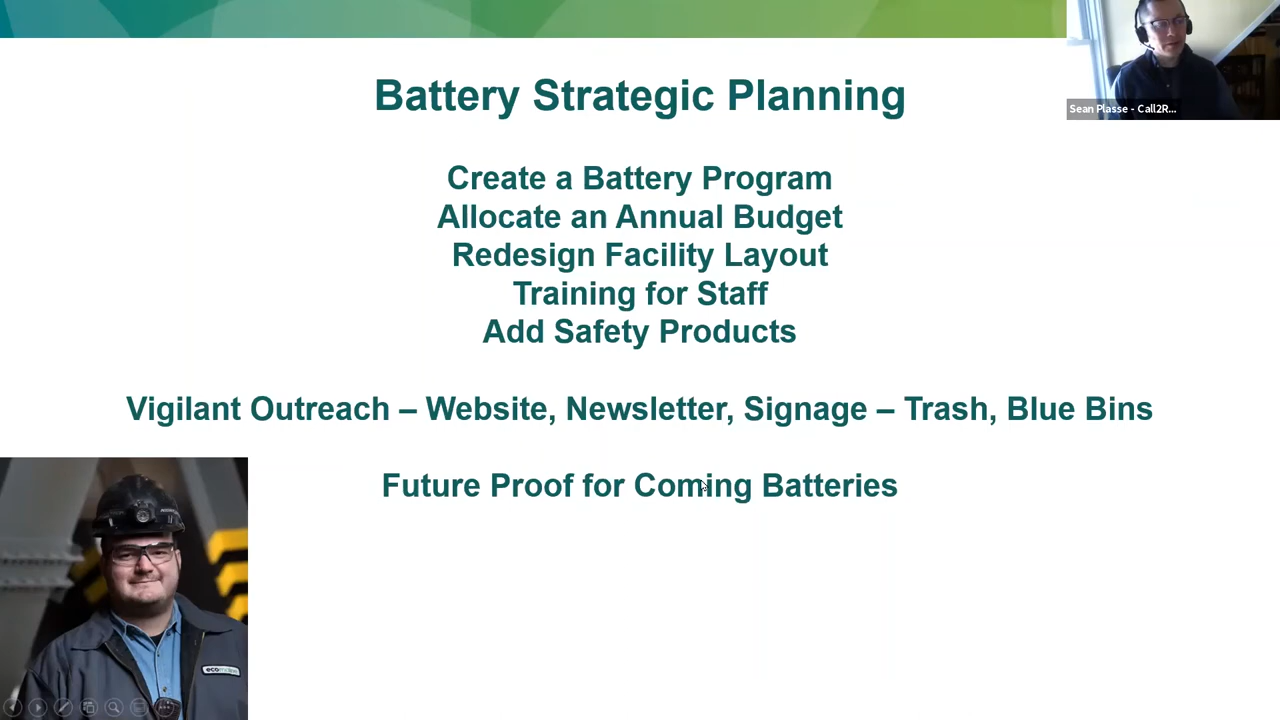 Battery Strategic Planning
Sean Plasse - Call2R...
Create a Battery Program
Allocate an Annual Budget
Redesign Facility Layout
Training for Staff
Add Safety Products
Vigilant Outreach – Website, Newsletter, Signage – Trash, Blue Bins
Future Proof for Coming Batteries